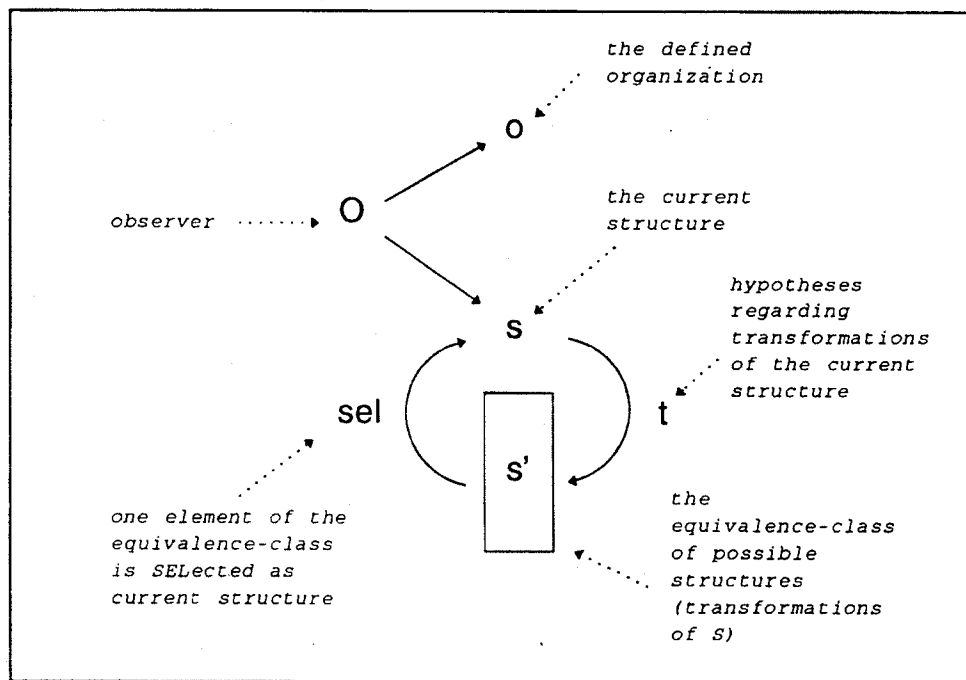 the defined
organization
o
O
observer
the current
structure
s
hypotheses
regarding
transformations
of the current
structure
sel
t
s'
one element of the
equivalence-class
is SELected as
current structure
the
equivalence-class
of possible
structures
(transformations
of S)